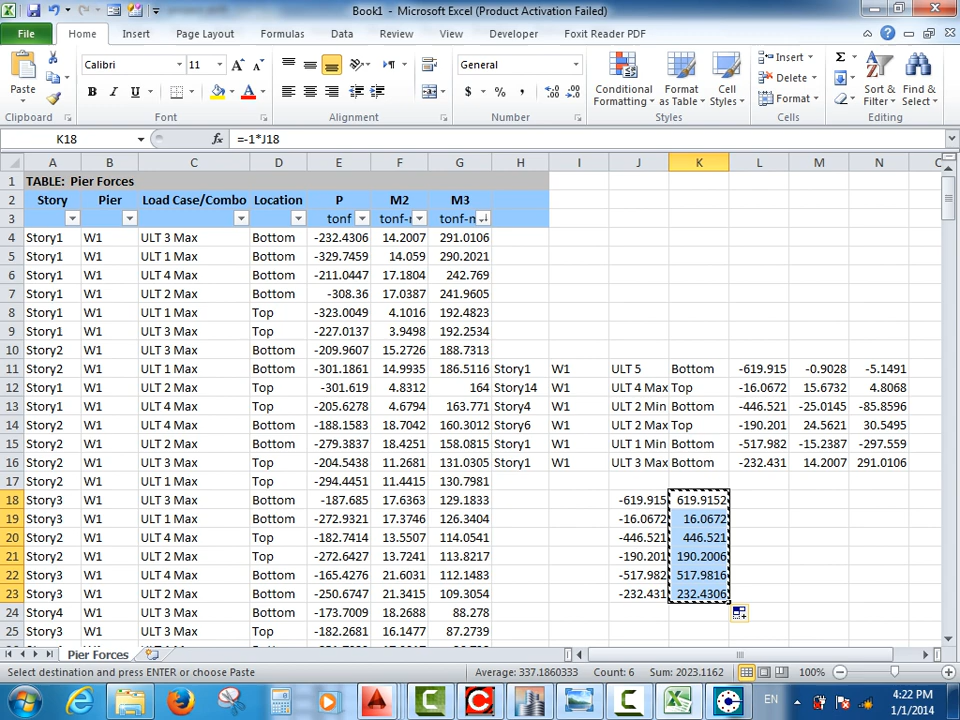 Book1 - Microsoft Excel (Product Activation Failed)
File Home Insert Page Layout Formulas Data Review View Developer Foxit Reader PDF
Paste
Calibri 11
B I U
General
$ % ,
Conditional Formatting
Format as Table
Cell Styles
Insert
Delete
Format
Sort & Filter
Find & Select
Clipboard Font Alignment Number Styles Cells Editing
K18 fx =-1*J18
A B C D E F G H I J K L M N
1 TABLE: Pier Forces
2 Story Pier Load Case/Combo Location P M2 M3
3 tonf
4 Story1 W1 ULT 3 Max Bottom -232.4306 14.2007 291.0106
5 Story1 W1 ULT 1 Max Bottom -329.7459 14.059 290.2021
6 Story1 W1 ULT 4 Max Bottom -211.0447 17.1804 242.769
7 Story1 W1 ULT 2 Max Bottom -308.36 17.0387 241.9605
8 Story1 W1 ULT 1 Max Top -323.0049 4.1016 192.4823
9 Story1 W1 ULT 3 Max Top -227.0137 3.9498 192.2534
10 Story2 W1 ULT 3 Max Bottom -209.9607 15.2726 188.7313
11 Story2 W1 ULT 1 Max Bottom -301.1861 14.9935 186.5116 Story1 W1 ULT 5 Bottom -619.915 -0.9028 -5.1491
12 Story1 W1 ULT 2 Max Top -301.619 4.8312 164 Story14 W1 ULT 4 Max Top -16.0672 15.6732 4.8068
13 Story1 W1 ULT 4 Max Top -205.6278 4.6794 163.771 Story4 W1 ULT 2 Min Bottom -446.521 -25.0145 -85.8596
14 Story2 W1 ULT 4 Max Bottom -188.1583 18.7042 160.3012 Story6 W1 ULT 2 Max Top -190.201 24.5621 30.5495
15 Story2 W1 ULT 2 Max Bottom -279.3837 18.4251 158.0815 Story1 W1 ULT 1 Min Bottom -517.982 -15.2387 -297.559
16 Story2 W1 ULT 3 Max Top -204.5438 11.2681 131.0305 Story1 W1 ULT 3 Max Bottom -232.431 14.2007 291.0106
17 Story2 W1 ULT 1 Max Top -294.4451 11.4415 130.7981
18 Story3 W1 ULT 3 Max Bottom -187.685 17.6363 129.1833 -619.915 619.9152
19 Story3 W1 ULT 1 Max Bottom -272.9321 17.3746 126.3404 -16.0672 16.0672
20 Story2 W1 ULT 4 Max Top -182.7414 13.5507 114.0541 -446.521 446.521
21 Story2 W1 ULT 2 Max Top -272.6427 13.7241 113.8217 -190.201 190.2006
22 Story3 W1 ULT 4 Max Bottom -165.4276 21.6031 112.1483 -517.982 517.9816
23 Story3 W1 ULT 2 Max Bottom -250.6747 21.3415 109.3054 -232.431 232.4306
24 Story4 W1 ULT 3 Max Bottom -173.7009 18.2688 88.278
25 Story3 W1 ULT 3 Max Top -182.2681 16.1477 87.2739
Pier Forces
Select destination and press ENTER or choose Paste Average: 337.1860333 Count: 6 Sum: 2023.1162 100%
EN 4:22 PM
1/1/2014